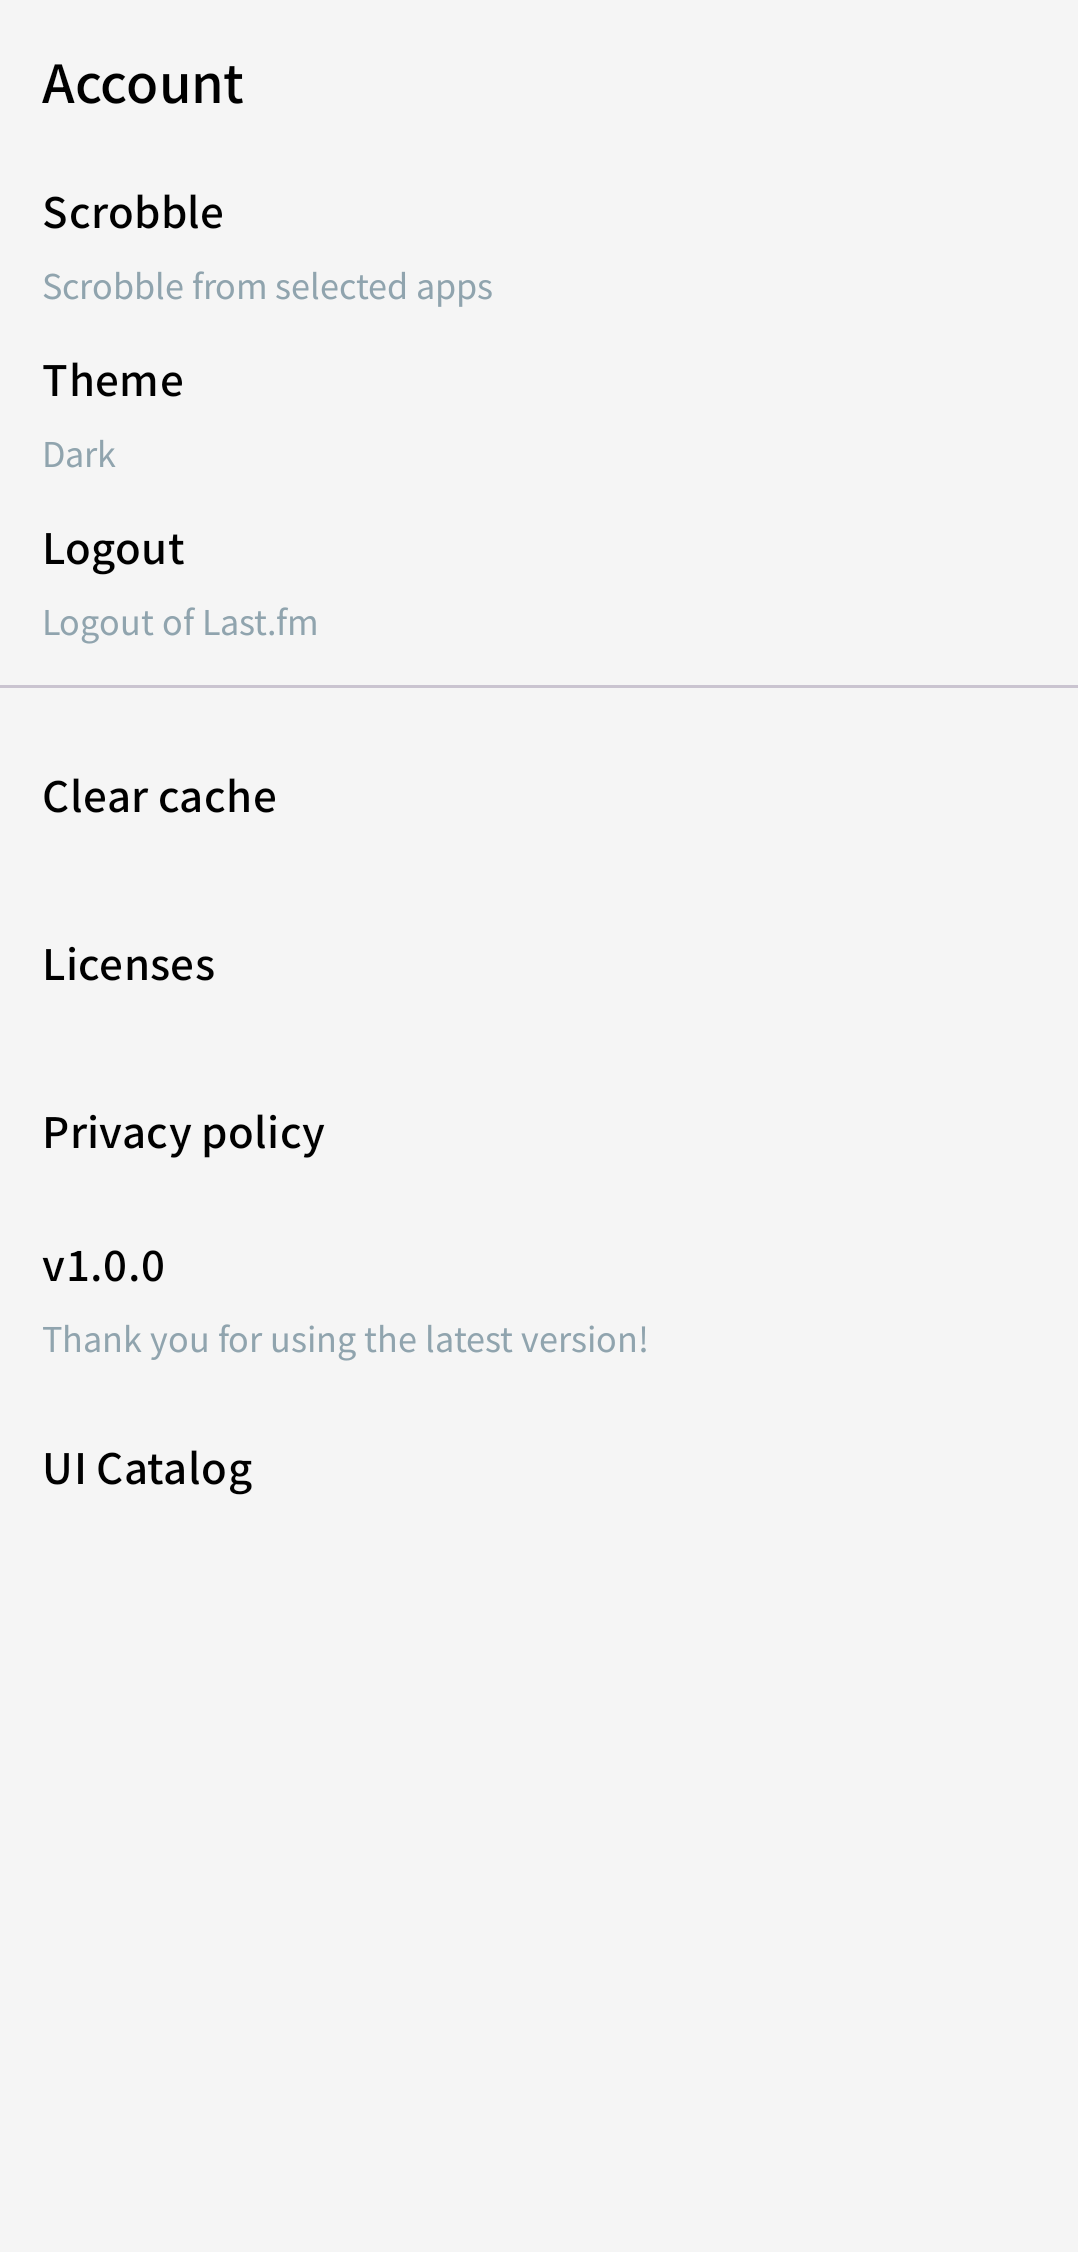 Account
Scrobble
Scrobble from selected apps
Theme
Dark
Logout
Logout of Last.fm
Clear cache
Licenses
Privacy policy
v1.0.0
Thank you for using the latest version!
UI Catalog